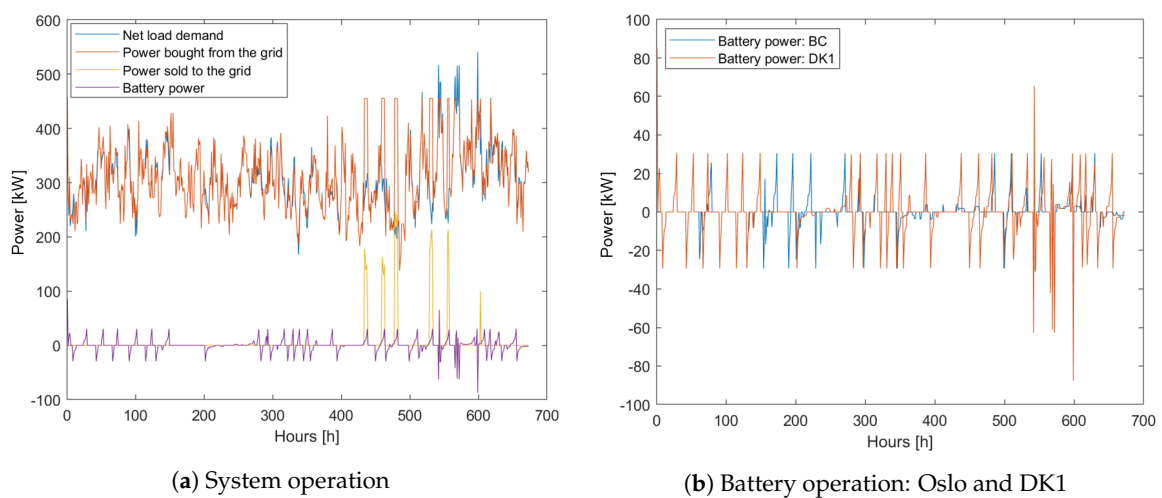 600
500
400
300
200
100
0
-100
Power [kW]
Net load demand
Power bought from the grid
Power sold to the grid
Battery power
0 100 200 300 400 500 600 700
Hours [h]
(a) System operation
100
80
60
40
20
0
-20
-40
-60
-80
-100
Power [kW]
Battery power: BC
Battery power: DK1
0 100 200 300 400 500 600 700
Hours [h]
(b) Battery operation: Oslo and DK1